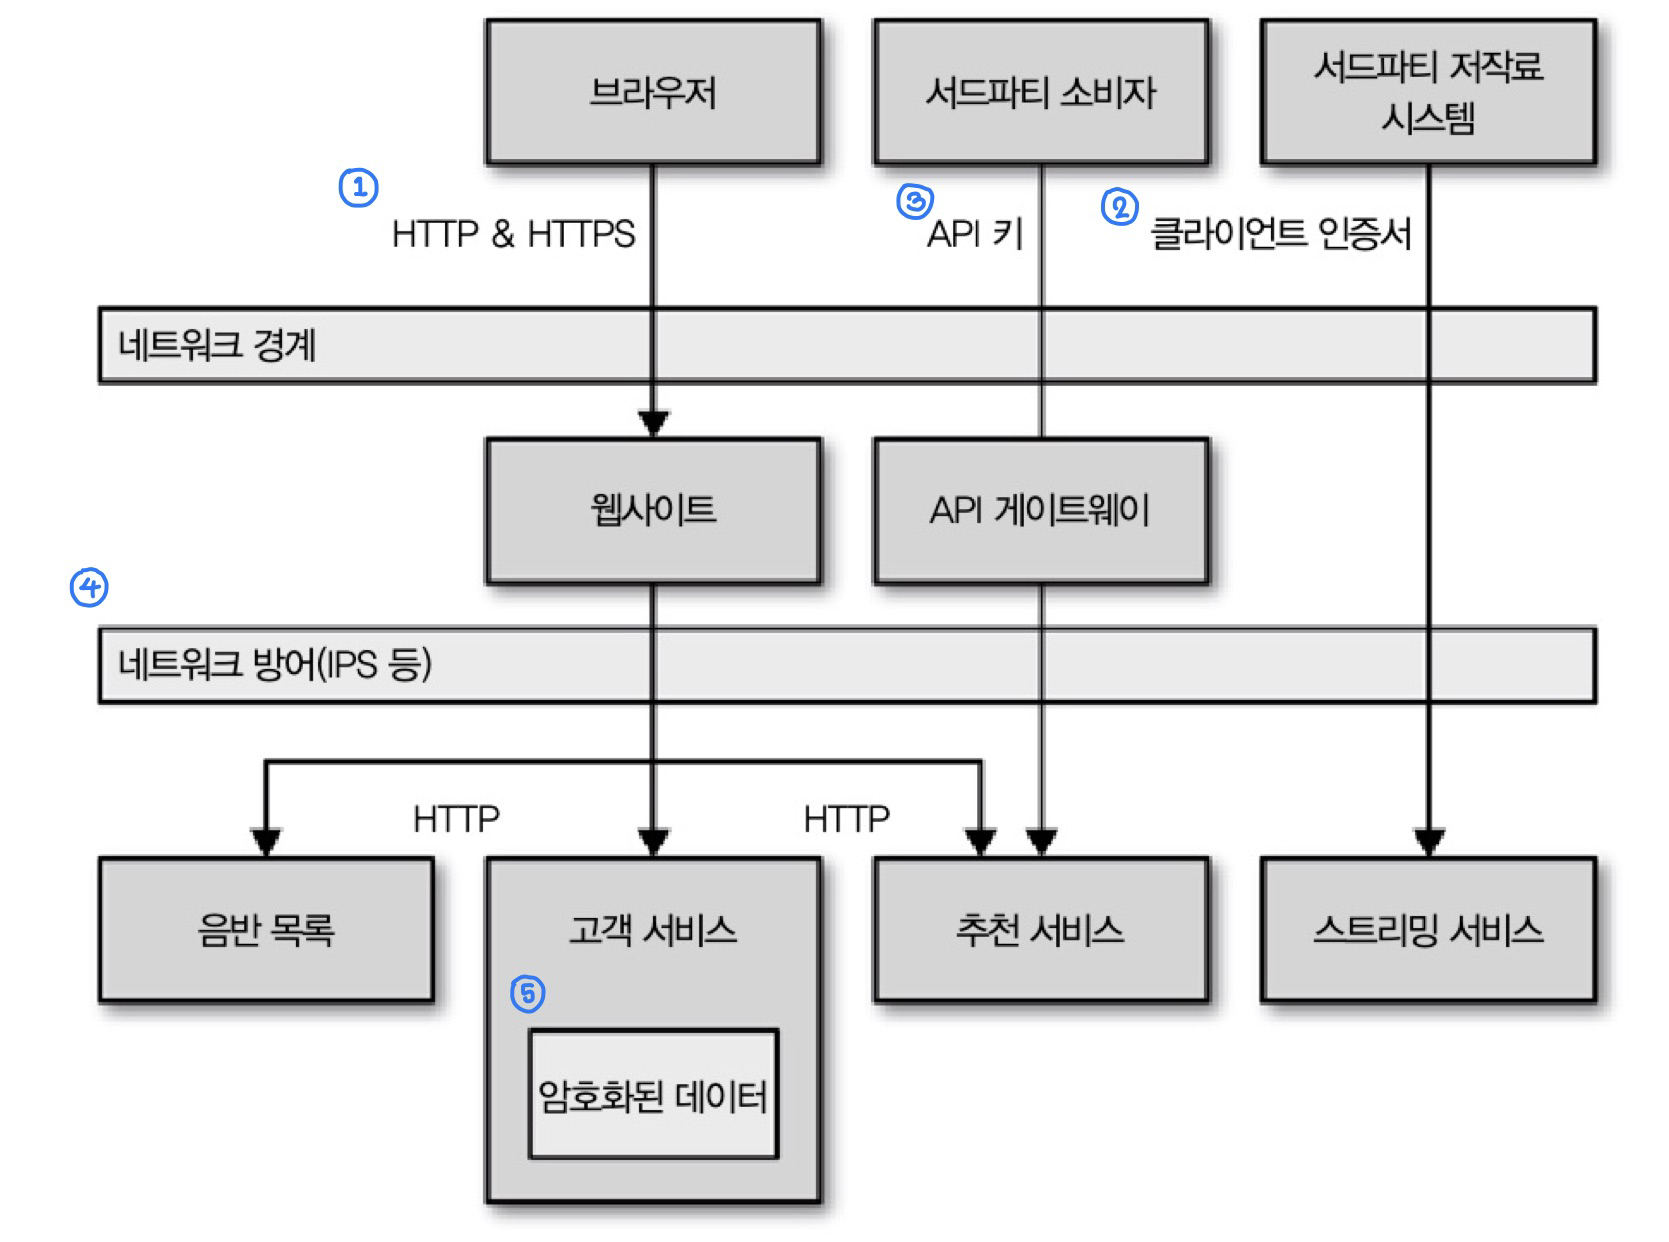 브라우저
서드파티 소비자
서드파티 저작료
시스템
①
HTTP & HTTPS
③
API 키
②
클라이언트 인증서
네트워크 경계
웹사이트
API 게이트웨이
④
네트워크 방어(IPS 등)
HTTP
HTTP
음반 목록
고객 서비스
추천 서비스
스트리밍 서비스
⑤
암호화된 데이터